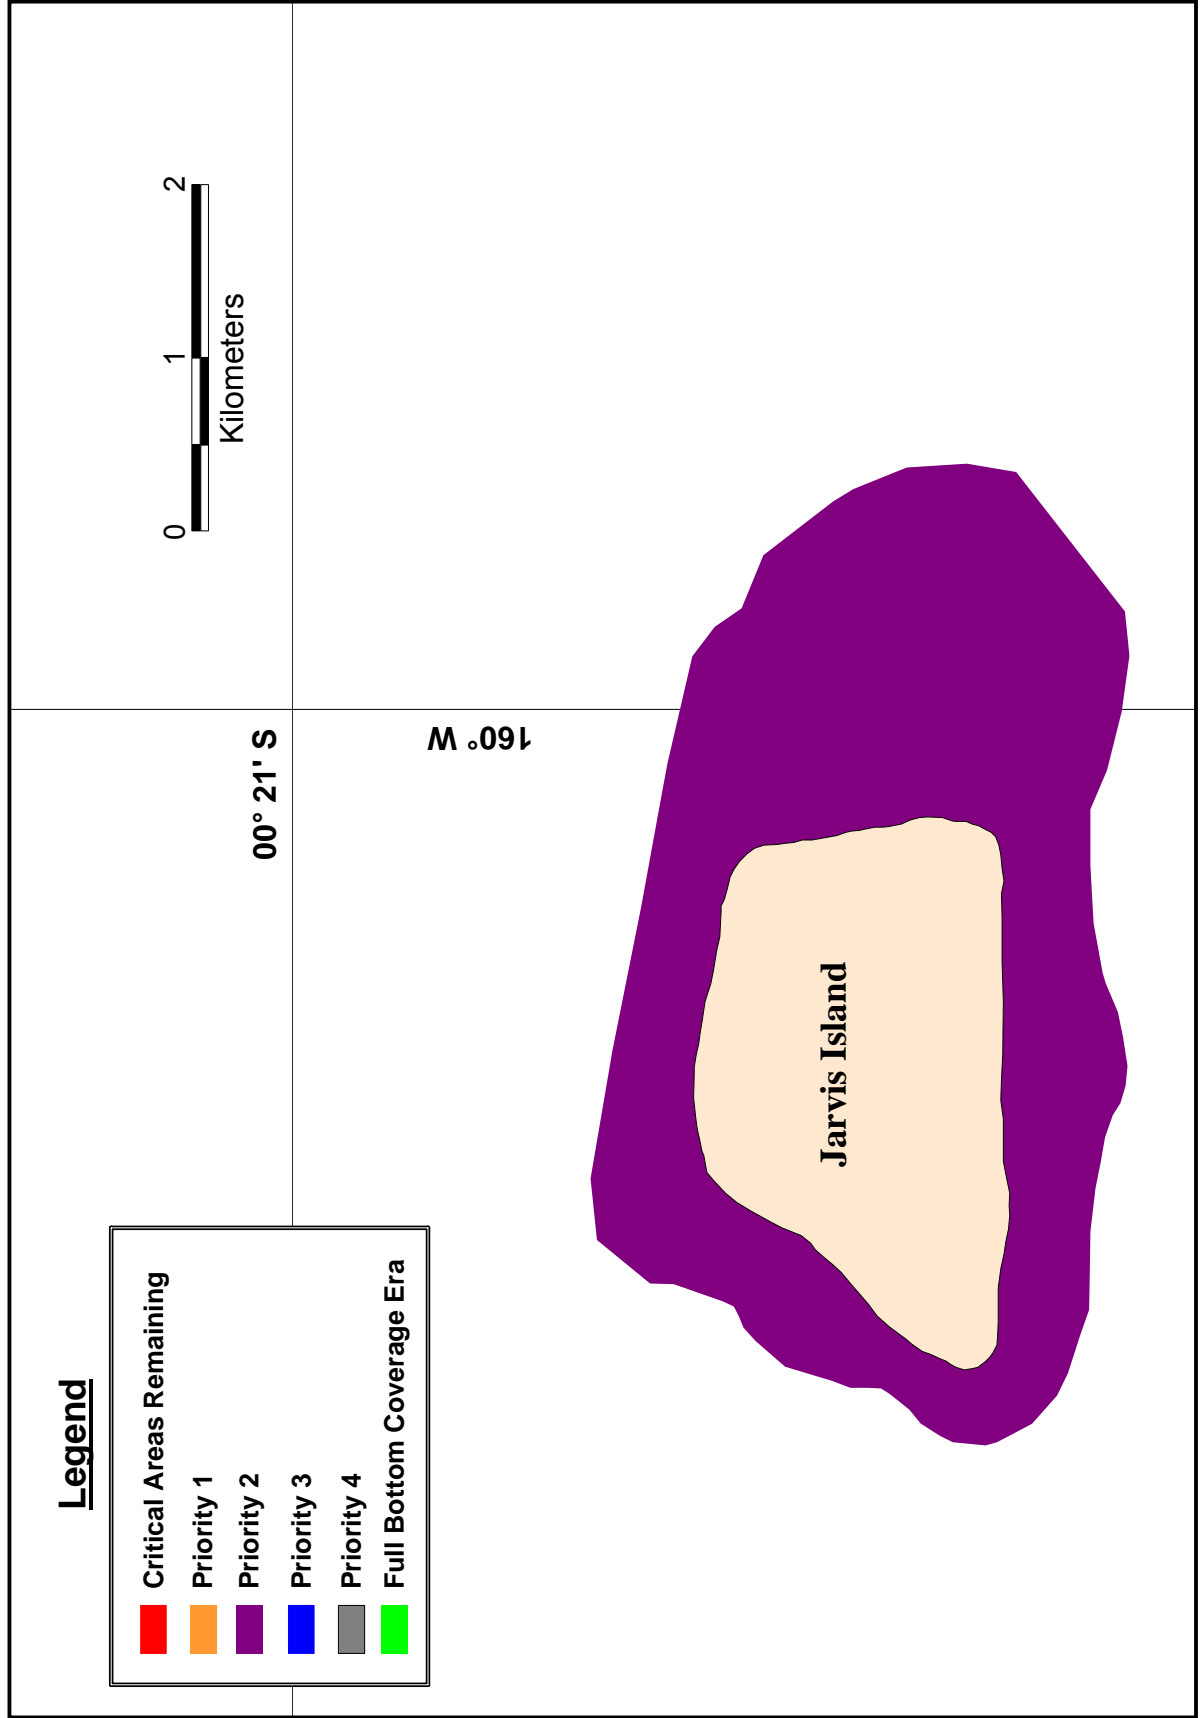 Legend
Critical Areas Remaining
Priority 1
Priority 2
Priority 3
Priority 4
Full Bottom Coverage Era
00° 21' S
160° W
0 1 2
Kilometers
Jarvis Island